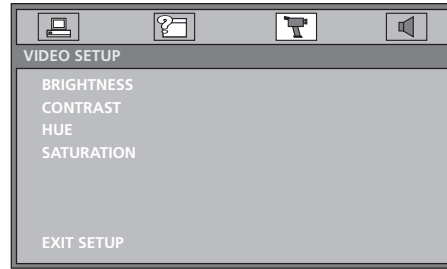 VIDEO SETUP
BRIGHTNESS
CONTRAST
HUE
SATURATION
EXIT SETUP